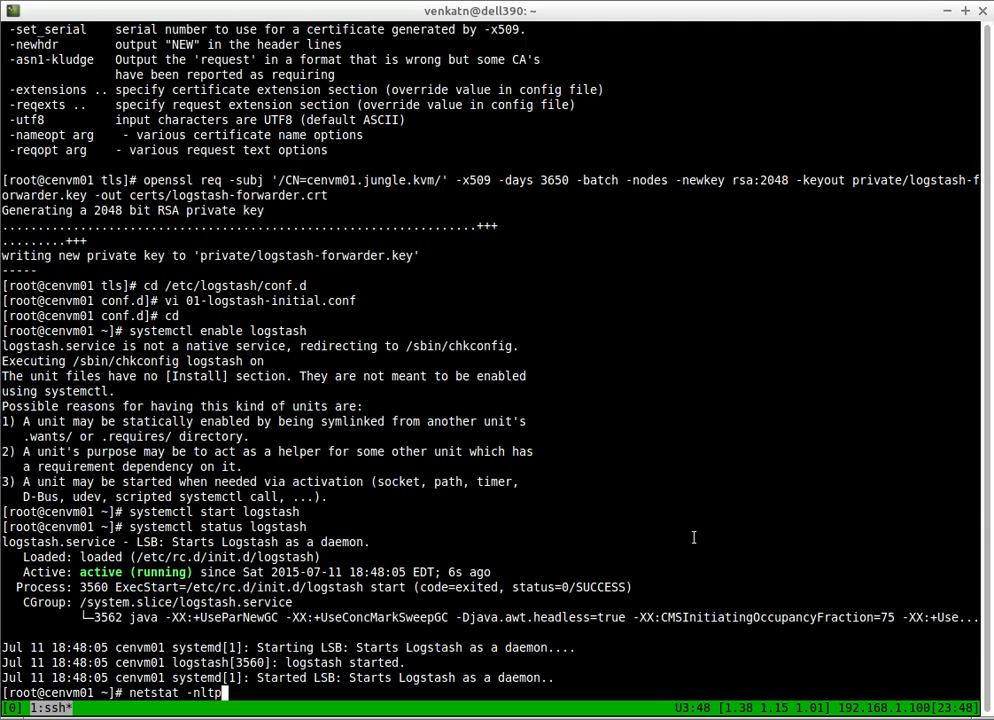 venkatn@dell390: ~
-set_serial    serial number to use for a certificate generated by -x509.
-newhdr        output "NEW" in the header lines
-asn1-kludge   Output the 'request' in a format that is wrong but some CA's
have been reported as requiring
-extensions .. specify certificate extension section (override value in config file)
-reqexts ..    specify request extension section (override value in config file)
-utf8          input characters are UTF8 (default ASCII)
-nameopt arg    - various certificate name options
-reqopt arg    - various request text options
[root@cenvm01 tls]# openssl req -subj '/CN=cenvm01.jungle.kvm/' -x509 -days 3650 -batch -nodes -newkey rsa:2048 -keyout private/logstash-f
orwarder.key -out certs/logstash-forwarder.crt
Generating a 2048 bit RSA private key
...................................................................+++
.........+++
writing new private key to 'private/logstash-forwarder.key'
-----
[root@cenvm01 tls]# cd /etc/logstash/conf.d
[root@cenvm01 conf.d]# vi 01-logstash-initial.conf
[root@cenvm01 conf.d]# cd
[root@cenvm01 ~]# systemctl enable logstash
logstash.service is not a native service, redirecting to /sbin/chkconfig.
Executing /sbin/chkconfig logstash on
The unit files have no [Install] section. They are not meant to be enabled
using systemctl.
Possible reasons for having this kind of units are:
1) A unit may be statically enabled by being symlinked from another unit's
.wants/ or .requires/ directory.
2) A unit's purpose may be to act as a helper for some other unit which has
a requirement dependency on it.
3) A unit may be started when needed via activation (socket, path, timer,
D-Bus, udev, scripted systemctl call, ...).
[root@cenvm01 ~]# systemctl start logstash
[root@cenvm01 ~]# systemctl status logstash
logstash.service - LSB: Starts Logstash as a daemon.
Loaded: loaded (/etc/rc.d/init.d/logstash)
Active: active (running) since Sat 2015-07-11 18:48:05 EDT; 6s ago
Process: 3560 ExecStart=/etc/rc.d/init.d/logstash start (code=exited, status=0/SUCCESS)
CGroup: /system.slice/logstash.service
└─3562 java -XX:+UseParNewGC -XX:+UseConcMarkSweepGC -Djava.awt.headless=true -XX:CMSInitiatingOccupancyFraction=75 -XX:+Use...
Jul 11 18:48:05 cenvm01 systemd[1]: Starting LSB: Starts Logstash as a daemon....
Jul 11 18:48:05 cenvm01 logstash[3560]: logstash started.
Jul 11 18:48:05 cenvm01 systemd[1]: Started LSB: Starts Logstash as a daemon..
[root@cenvm01 ~]# netstat -nltp
[0] 1:ssh* U3:48 [1.38 1.15 1.01] 192.168.1.100[23:48]